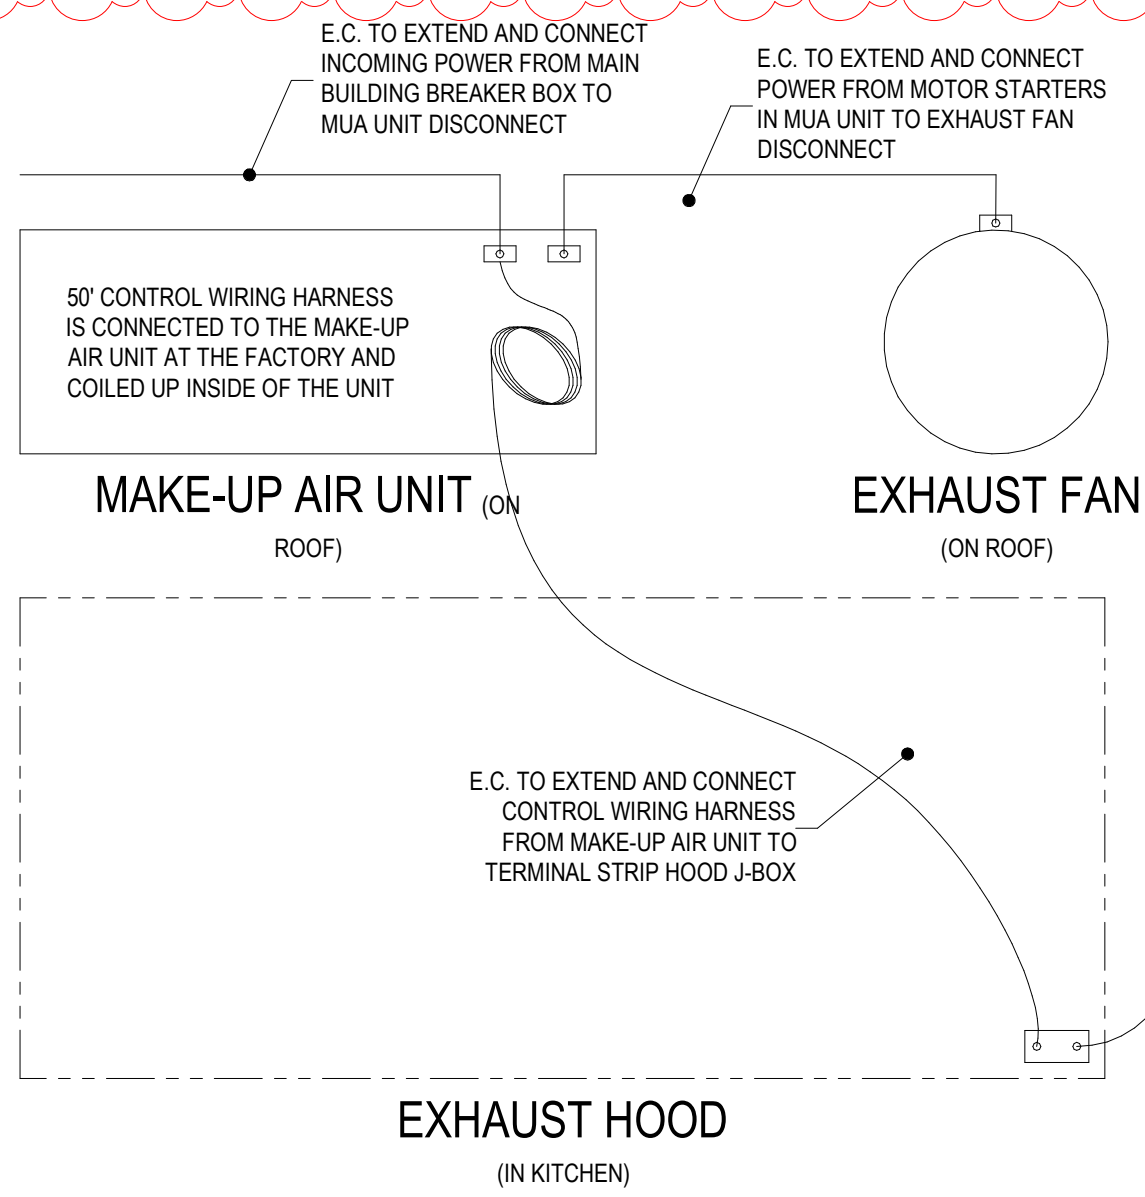 E.C. TO EXTEND AND CONNECT
INCOMING POWER FROM MAIN
BUILDING BREAKER BOX TO
MUA UNIT DISCONNECT
E.C. TO EXTEND AND CONNECT
POWER FROM MOTOR STARTERS
IN MUA UNIT TO EXHAUST FAN
DISCONNECT
50' CONTROL WIRING HARNESS
IS CONNECTED TO THE MAKE-UP
AIR UNIT AT THE FACTORY AND
COILED UP INSIDE OF THE UNIT
MAKE-UP AIR UNIT (ON
ROOF)
EXHAUST FAN
(ON ROOF)
E.C. TO EXTEND AND CONNECT
CONTROL WIRING HARNESS
FROM MAKE-UP AIR UNIT TO
TERMINAL STRIP HOOD J-BOX
EXHAUST HOOD
(IN KITCHEN)